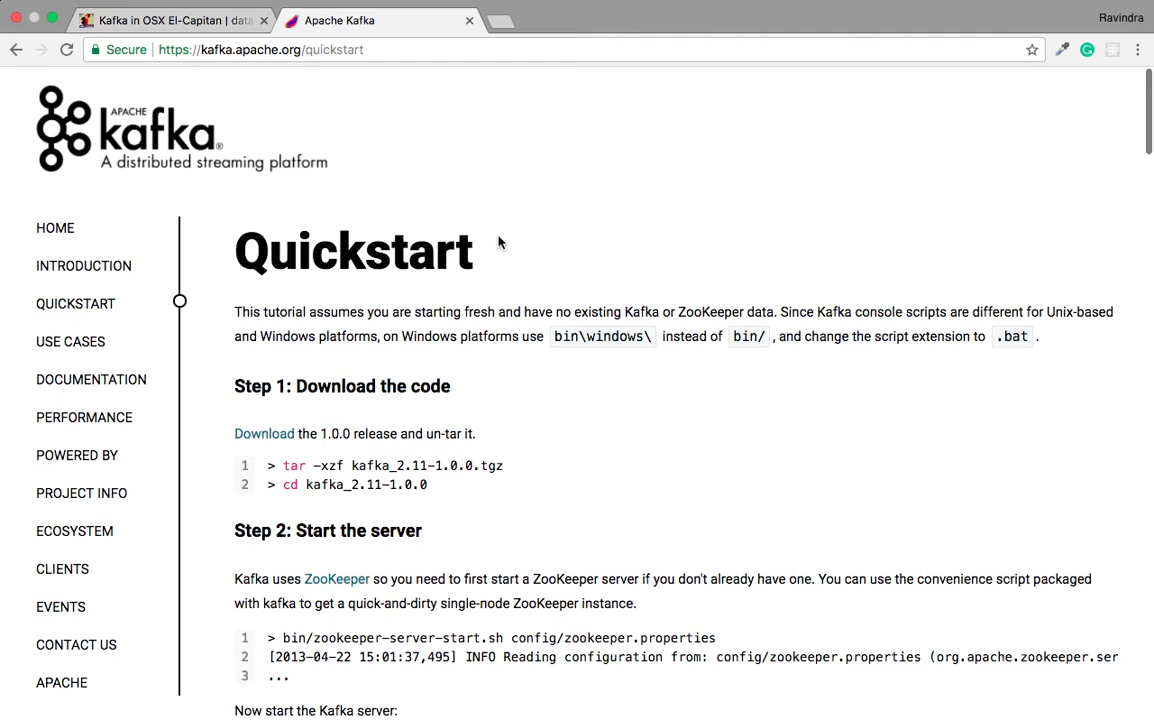 Kafka in OSX El-Capitan | data
Apache Kafka
Ravindra
Secure
https://kafka.apache.org/quickstart
APACHE
kafka®
A distributed streaming platform
HOME
INTRODUCTION
QUICKSTART
USE CASES
DOCUMENTATION
PERFORMANCE
POWERED BY
PROJECT INFO
ECOSYSTEM
CLIENTS
EVENTS
CONTACT US
APACHE
Quickstart
This tutorial assumes you are starting fresh and have no existing Kafka or ZooKeeper data. Since Kafka console scripts are different for Unix-based
and Windows platforms, on Windows platforms use bin\windows\ instead of bin/ , and change the script extension to .bat .
Step 1: Download the code
Download the 1.0.0 release and un-tar it.
1 > tar -xzf kafka_2.11-1.0.0.tgz
2 > cd kafka_2.11-1.0.0
Step 2: Start the server
Kafka uses ZooKeeper so you need to first start a ZooKeeper server if you don't already have one. You can use the convenience script packaged
with kafka to get a quick-and-dirty single-node ZooKeeper instance.
1 > bin/zookeeper-server-start.sh config/zookeeper.properties
2 [2013-04-22 15:01:37,495] INFO Reading configuration from: config/zookeeper.properties (org.apache.zookeeper.ser
3 ...
Now start the Kafka server: